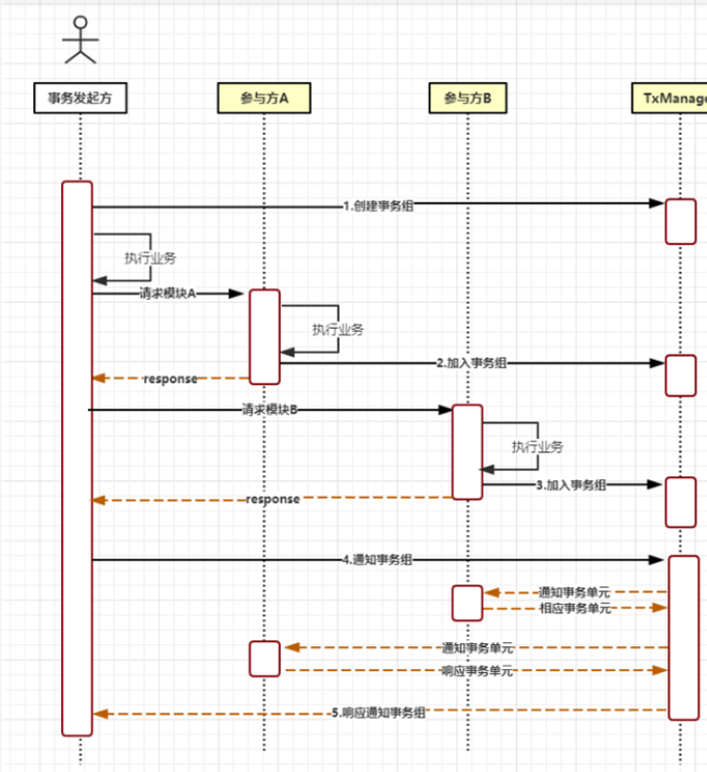 事务发起方
参与方A
参与方B
TxManage
1.创建事务组
执行业务
请求模块A
执行业务
2.加入事务组
response
请求模块B
执行业务
3.加入事务组
response
4.通知事务组
通知事务单元
相应事务单元
通知事务单元
响应事务单元
5.响应通知事务组